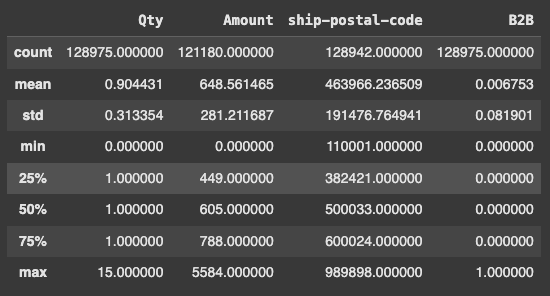 Qty Amount ship-postal-code B2B
count 128975.000000 121180.000000 128942.000000 128975.000000
mean 0.904431 648.561465 463966.236509 0.006753
std 0.313354 281.211687 191476.764941 0.081901
min 0.000000 0.000000 110001.000000 0.000000
25% 1.000000 449.000000 382421.000000 0.000000
50% 1.000000 605.000000 500033.000000 0.000000
75% 1.000000 788.000000 600024.000000 0.000000
max 15.000000 5584.000000 989898.000000 1.000000